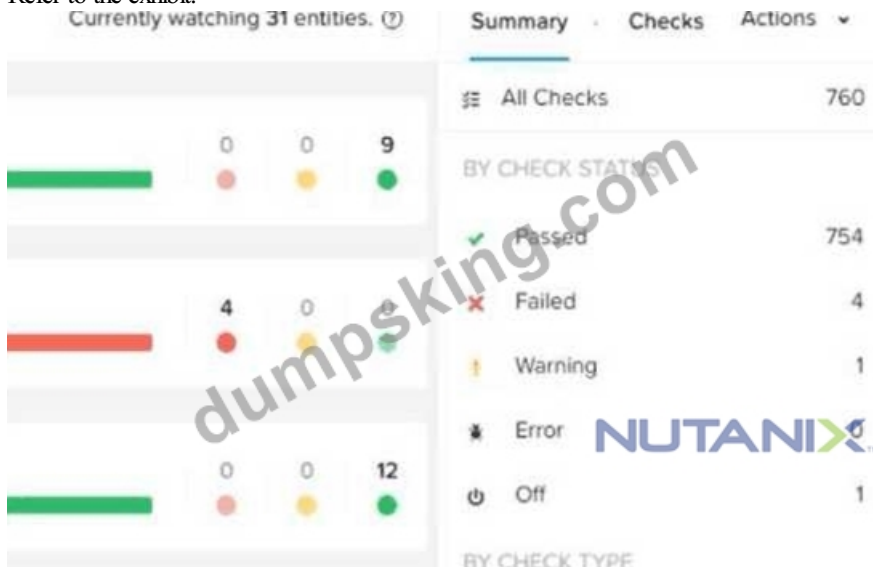 Refer to the exhibit.
Currently watching 31 entities. ?
Summary · Checks Actions
All Checks 760
0 0 9
BY CHECK STATUS
Passed 754
Failed 4
4 0 0
Warning 1
Error 0
NUTANIX
0 0 12
Off 1
BY CHECK TYPE
dumpsking.com